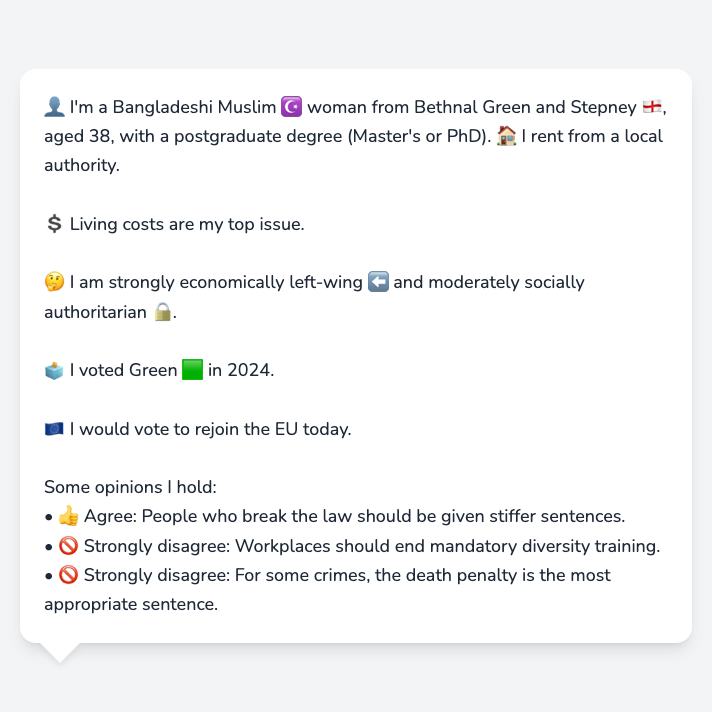 👤 I'm a Bangladeshi Muslim ☪️ woman from Bethnal Green and Stepney 🏴󠁧󠁢󠁥󠁮󠁧󠁿,
aged 38, with a postgraduate degree (Master's or PhD). 🏠 I rent from a local
authority.
💲 Living costs are my top issue.
🤔 I am strongly economically left-wing ⬅️ and moderately socially
authoritarian 🔒.
🗳️ I voted Green 🟩 in 2024.
🇪🇺 I would vote to rejoin the EU today.
Some opinions I hold:
• 👍 Agree: People who break the law should be given stiffer sentences.
• 🚫 Strongly disagree: Workplaces should end mandatory diversity training.
• 🚫 Strongly disagree: For some crimes, the death penalty is the most
appropriate sentence.